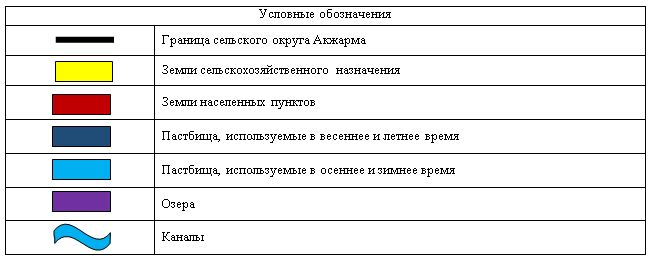 Условные обозначения
Граница сельского округа Акжарма
Земли сельскохозяйственного назначения
Земли населенных пунктов
Пастбища, используемые в весеннее и летнее время
Пастбища, используемые в осеннее и зимнее время
Озера
Каналы